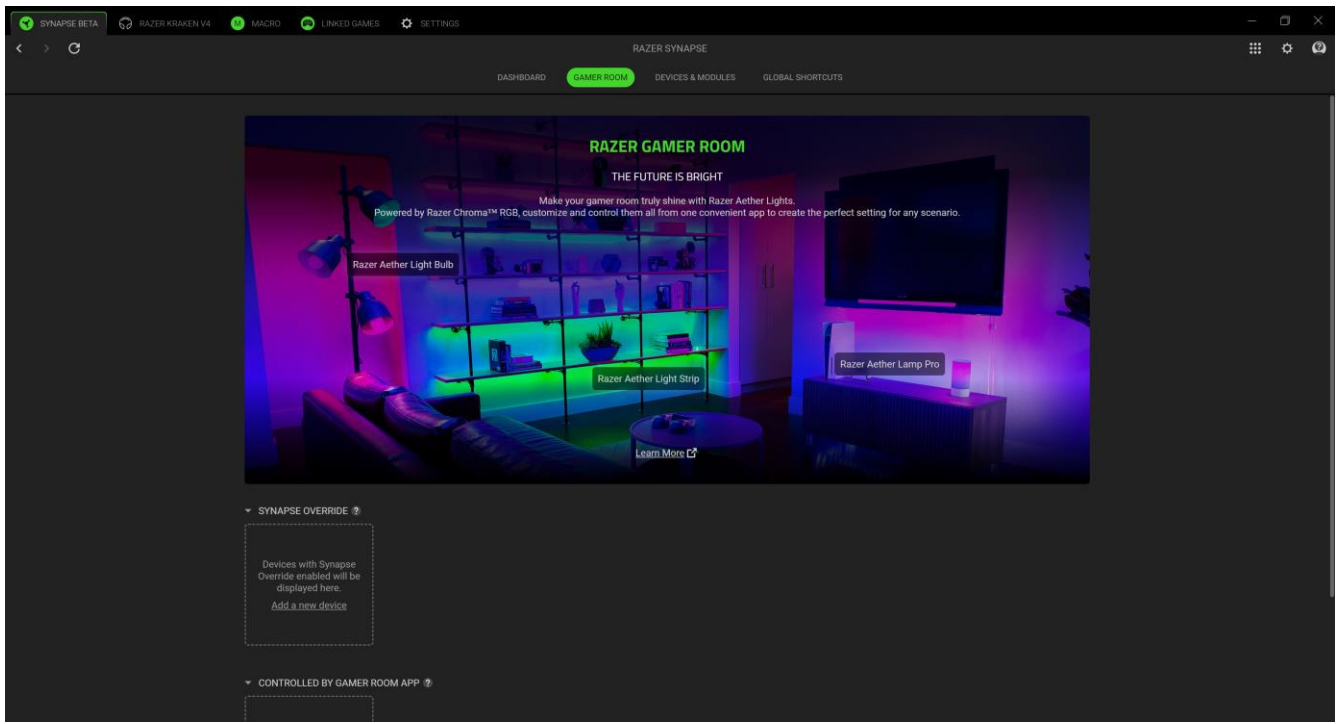 SYNAPSE BETA
RAZER KRAKEN V4
M MACRO
LINKED GAMES
SETTINGS
RAZER SYNAPSE
DASHBOARD
GAMER ROOM
DEVICES & MODULES
GLOBAL SHORTCUTS
RAZER GAMER ROOM
THE FUTURE IS BRIGHT
Make your gamer room truly shine with Razer Aether Lights.
Powered by Razer Chroma™ RGB, customize and control them all from one convenient app to create the perfect setting for any scenario.
Razer Aether Light Bulb
Razer Aether Lamp Pro
Razer Aether Light Strip
Learn More
SYNAPSE OVERRIDE ?
Devices with Synapse
Override enabled will be
displayed here.
Add a new device
CONTROLLED BY GAMER ROOM APP ?